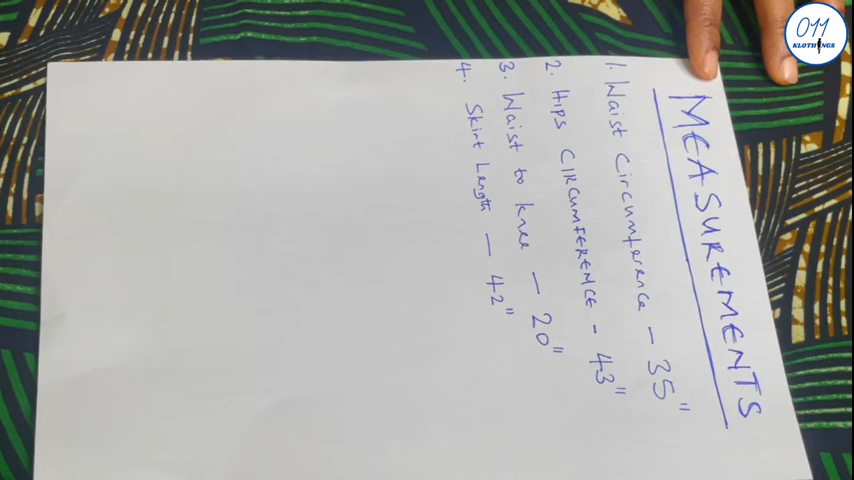 MEASUREMENTS
1. Waist Circumference - 35"
2. HIPS CIRCUMFERENCE - 43"
3. Waist to knee - 20"
4. Skirt Length - 42"
011
KLOTHINGS